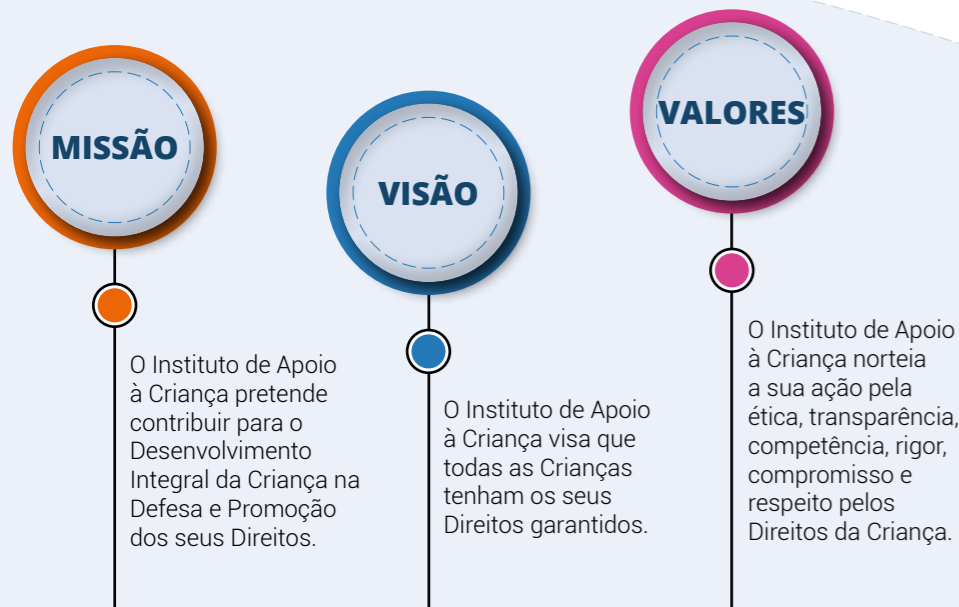 MISSÃO
O Instituto de Apoio
à Criança pretende
contribuir para o
Desenvolvimento
Integral da Criança na
Defesa e Promoção
dos seus Direitos.
VISÃO
O Instituto de Apoio
à Criança visa que
todas as Crianças
tenham os seus
Direitos garantidos.
VALORES
O Instituto de Apoio
à Criança norteia
a sua ação pela
ética, transparência,
competência, rigor,
compromisso e
respeito pelos
Direitos da Criança.